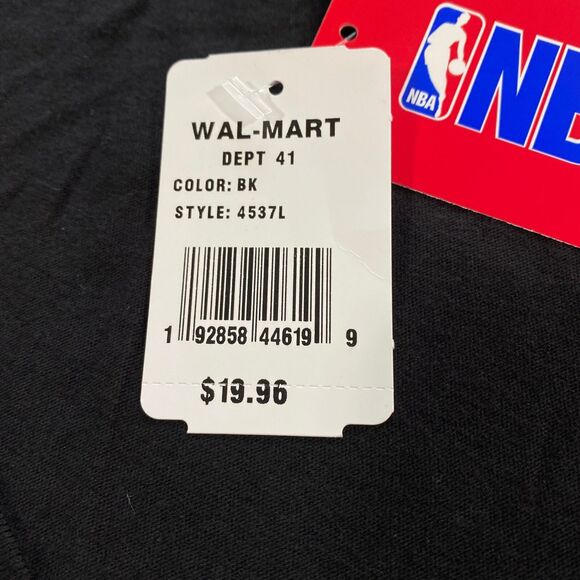 NBA
NB
WAL-MART
DEPT 41
COLOR: BK
STYLE: 4537L
1 92858 44619 9
$19.96